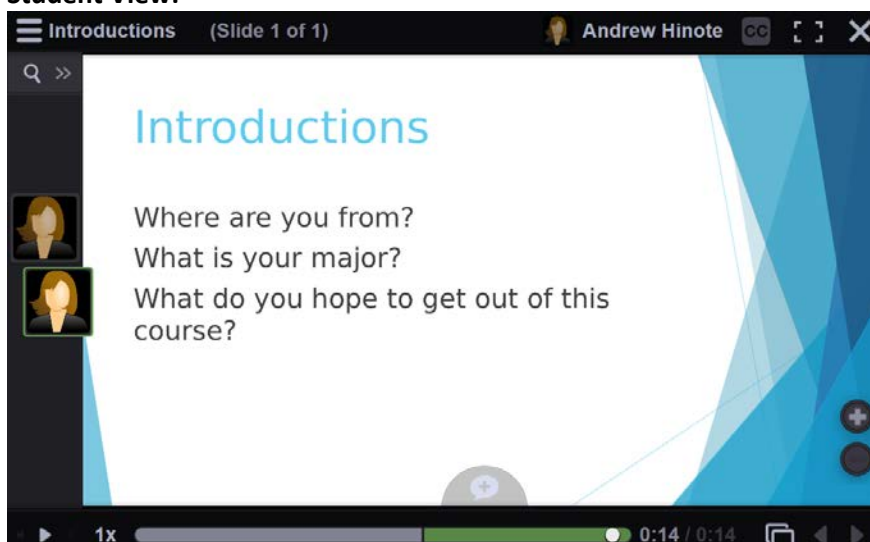 Student View:
Introductions (Slide 1 of 1) Andrew Hinote CC
Introductions
Where are you from?
What is your major?
What do you hope to get out of this
course?
1x 0:14 / 0:14